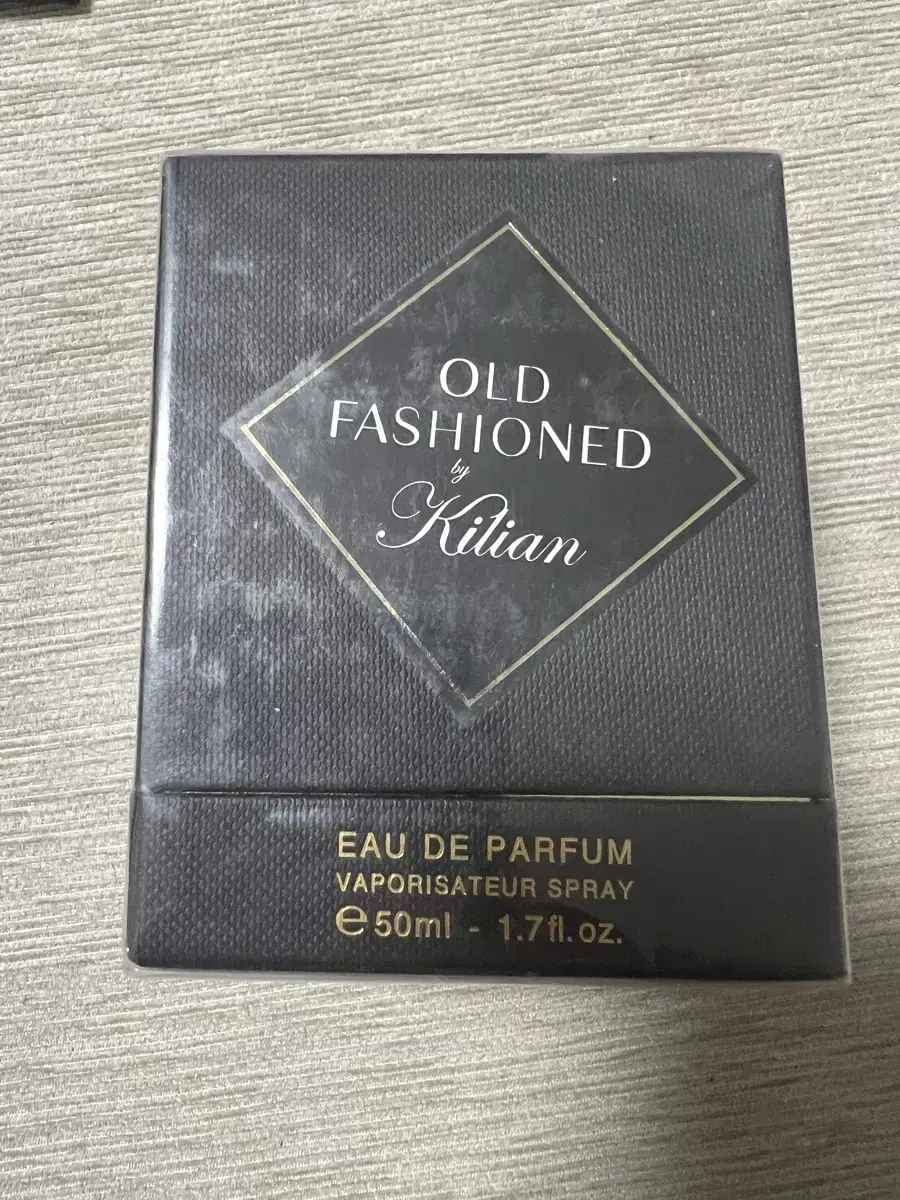 OLD
FASHIONED
by
Kilian
EAU DE PARFUM
VAPORISATEUR SPRAY
℮50ml - 1.7fl.oz.